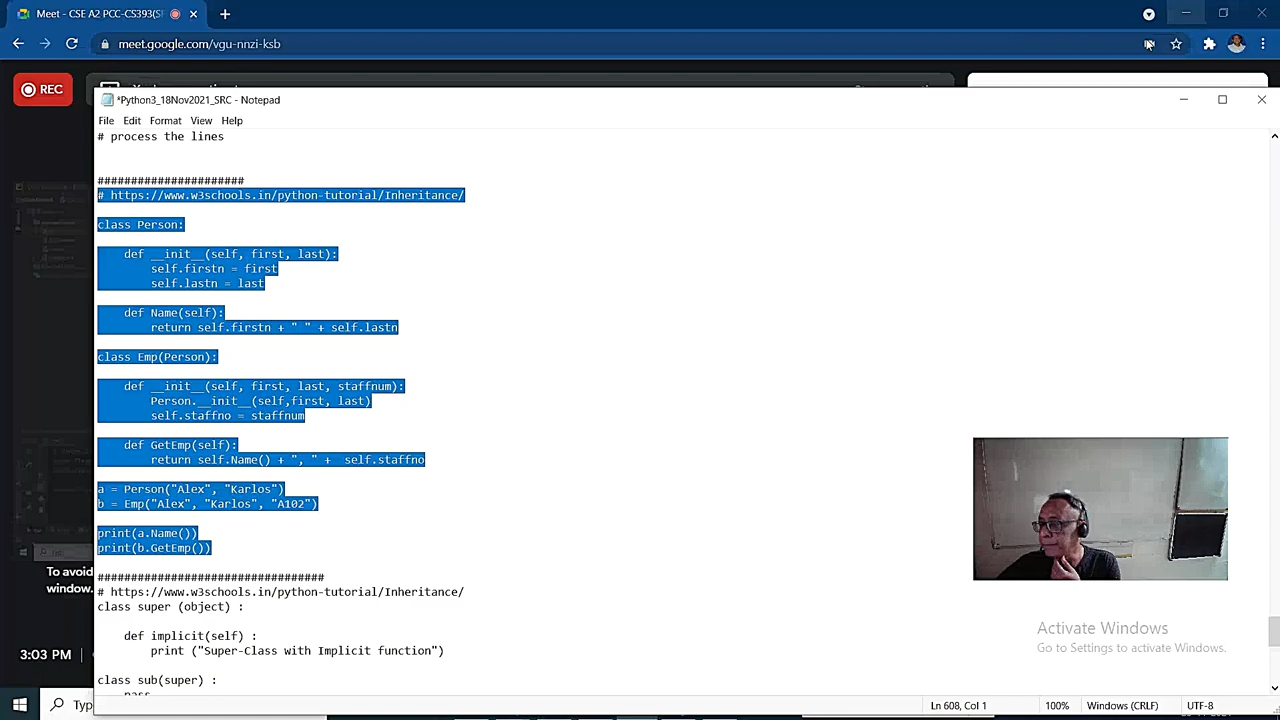 Meet - CSE A2 PCC-CS393(S
meet.google.com/vgu-nnzi-ksb
REC
*Python3_18Nov2021_SRC - Notepad
File Edit Format View Help
# process the lines
######################
# https://www.w3schools.in/python-tutorial/Inheritance/
class Person:
def __init__(self, first, last):
self.firstn = first
self.lastn = last
def Name(self):
return self.firstn + " " + self.lastn
class Emp(Person):
def __init__(self, first, last, staffnum):
Person.__init__(self,first, last)
self.staffno = staffnum
def GetEmp(self):
return self.Name() + ", " +  self.staffno
a = Person("Alex", "Karlos")
b = Emp("Alex", "Karlos", "A102")
print(a.Name())
print(b.GetEmp())
##################################
# https://www.w3schools.in/python-tutorial/Inheritance/
class super (object) :
def implicit(self) :
print ("Super-Class with Implicit function")
class sub(super) :
pass
To avoid
window.
3:03 PM
Activate Windows
Go to Settings to activate Windows.
Typ
Ln 608, Col 1 100% Windows (CRLF) UTF-8